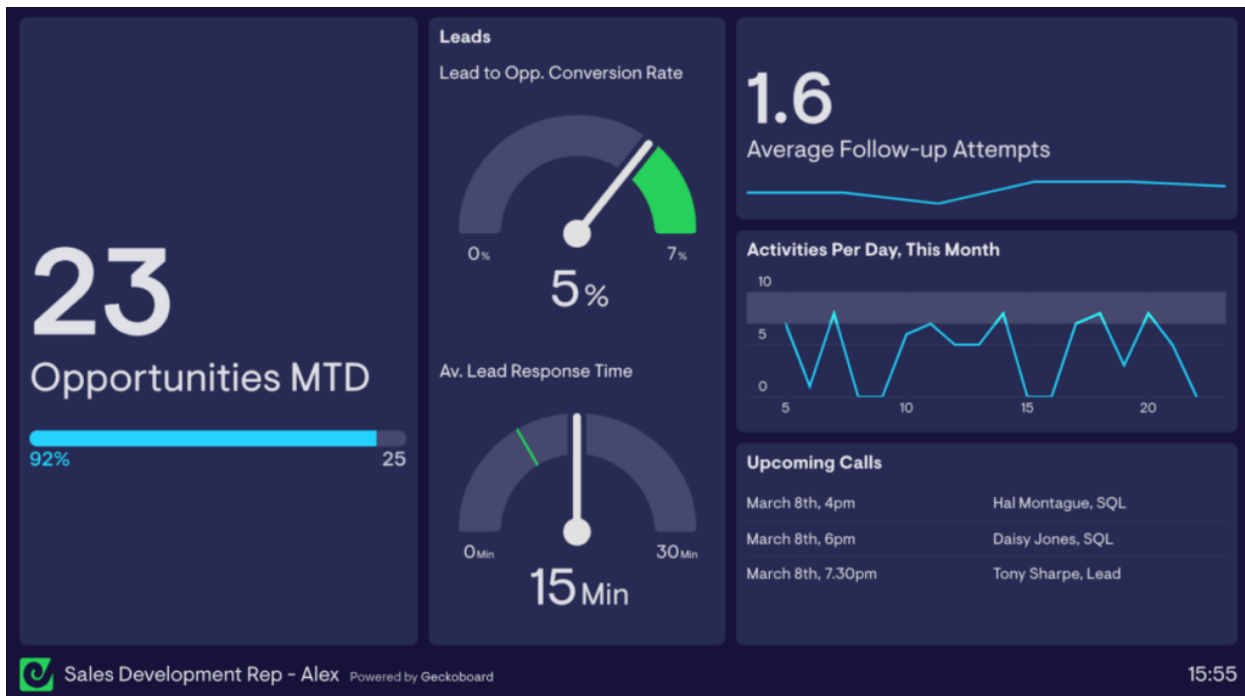 23
Opportunities MTD
92% 25
Leads
Lead to Opp. Conversion Rate
0% 7%
5%
Av. Lead Response Time
0Min 30Min
15Min
1.6
Average Follow-up Attempts
Activities Per Day, This Month
10
5
0
5 10 15 20
Upcoming Calls
March 8th, 4pm Hal Montague, SQL
March 8th, 6pm Daisy Jones, SQL
March 8th, 7.30pm Tony Sharpe, Lead
Sales Development Rep - Alex Powered by Geckoboard 15:55